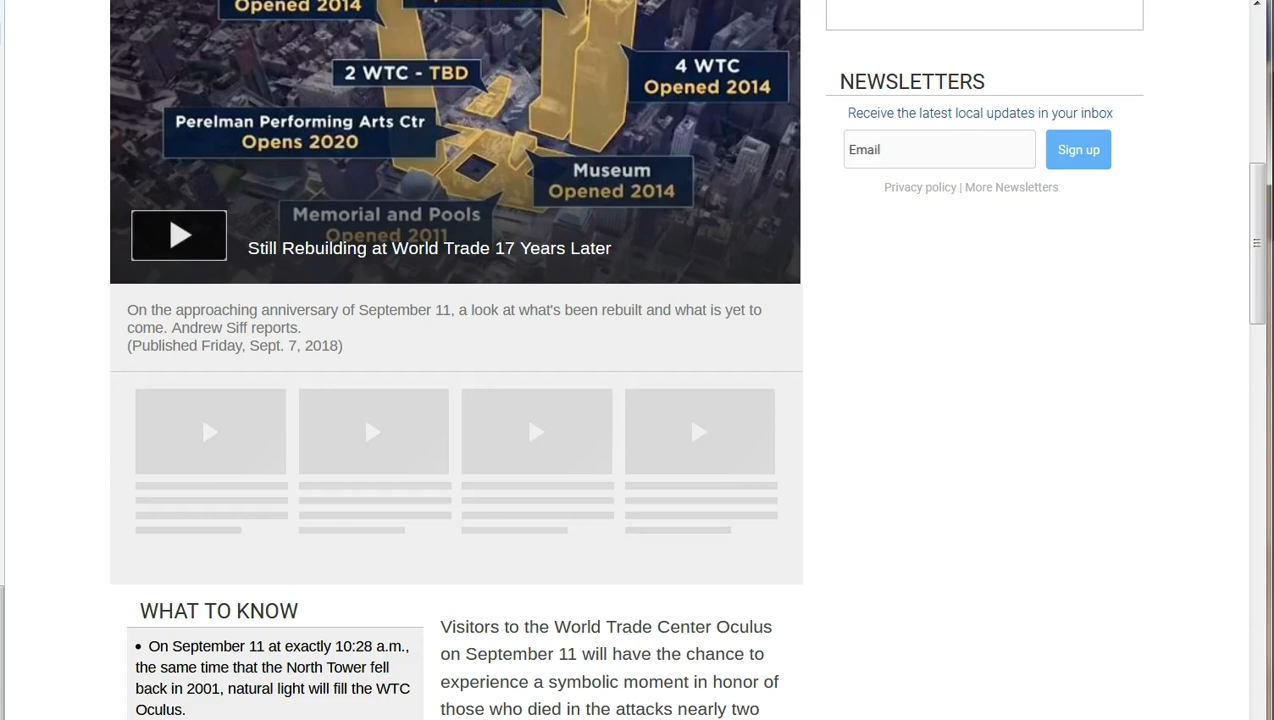 Opened 2014
2 WTC - TBD
4 WTC
Opened 2014
Perelman Performing Arts Ctr
Opens 2020
Museum
Opened 2014
Memorial and Pools
Opened 2011
Still Rebuilding at World Trade 17 Years Later
On the approaching anniversary of September 11, a look at what's been rebuilt and what is yet to
come. Andrew Siff reports.
(Published Friday, Sept. 7, 2018)
WHAT TO KNOW
• On September 11 at exactly 10:28 a.m.,
the same time that the North Tower fell
back in 2001, natural light will fill the WTC
Oculus.
Visitors to the World Trade Center Oculus
on September 11 will have the chance to
experience a symbolic moment in honor of
those who died in the attacks nearly two
NEWSLETTERS
Receive the latest local updates in your inbox
Email
Sign up
Privacy policy | More Newsletters